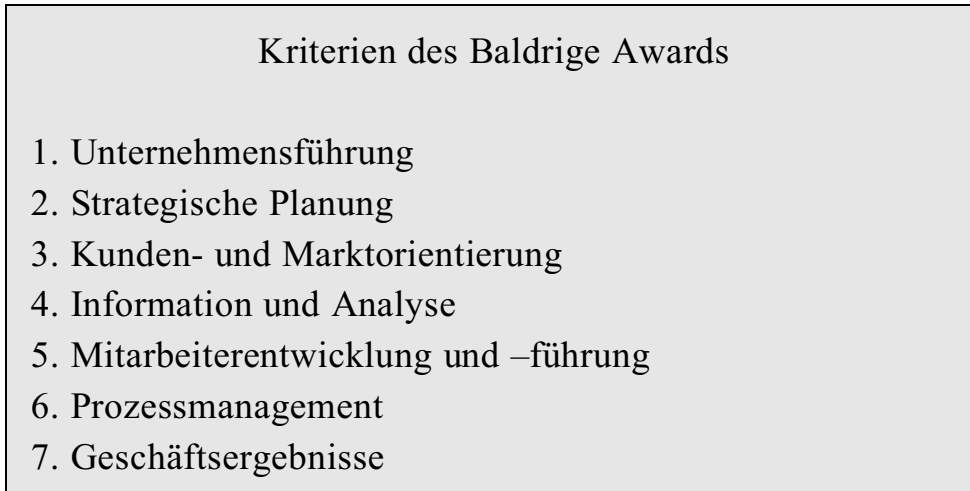 Kriterien des Baldrige Awards
1. Unternehmensführung
2. Strategische Planung
3. Kunden- und Marktorientierung
4. Information und Analyse
5. Mitarbeiterentwicklung und –führung
6. Prozessmanagement
7. Geschäftsergebnisse